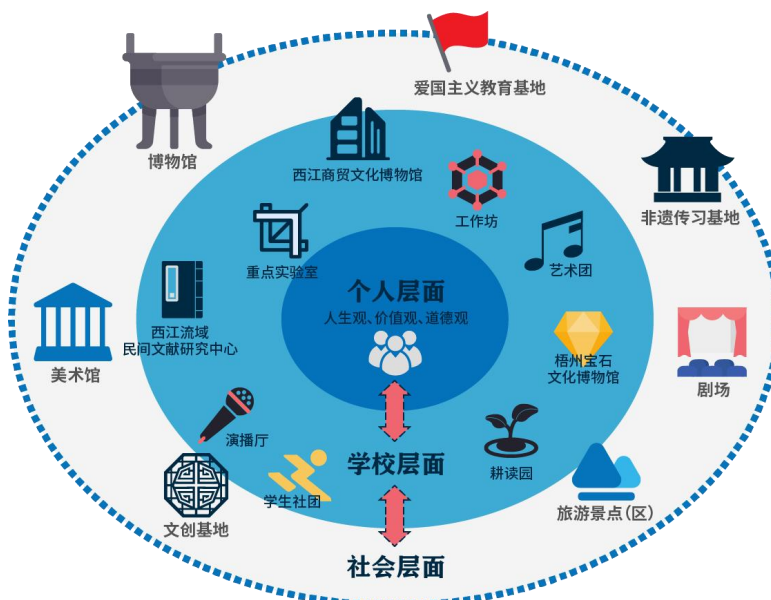 爱国主义教育基地
博物馆
西江商贸文化博物馆
工作坊
非遗传习基地
重点实验室
艺术团
个人层面
人生观、价值观、道德观
西江流域
民间文献研究中心
梧州宝石
文化博物馆
美术馆
剧场
演播厅
学校层面
耕读园
学生社团
文创基地
旅游景点(区)
社会层面